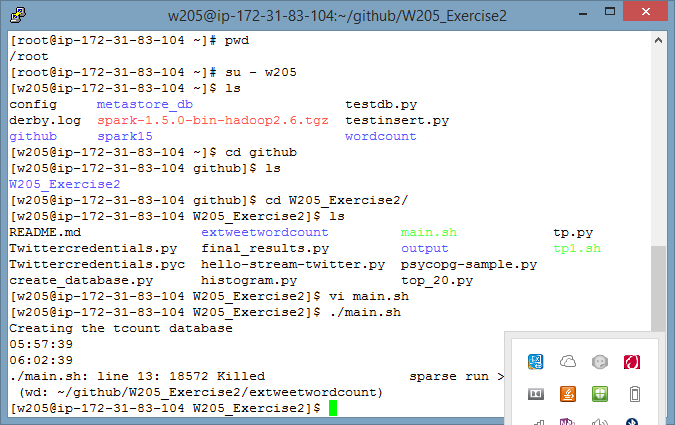 w205@ip-172-31-83-104:~/github/W205_Exercise2
[root@ip-172-31-83-104 ~]# pwd
/root
[root@ip-172-31-83-104 ~]# su - w205
[w205@ip-172-31-83-104 ~]$ ls
config     metastore_db                   testdb.py
derby.log  spark-1.5.0-bin-hadoop2.6.tgz  testinsert.py
github     spark15                        wordcount
[w205@ip-172-31-83-104 ~]$ cd github
[w205@ip-172-31-83-104 github]$ ls
W205_Exercise2
[w205@ip-172-31-83-104 github]$ cd W205_Exercise2/
[w205@ip-172-31-83-104 W205_Exercise2]$ ls
README.md               extweetwordcount         main.sh            tp.py
Twittercredentials.py   final_results.py         output             tp1.sh
Twittercredentials.pyc  hello-stream-twitter.py  psycopg-sample.py
create_database.py      histogram.py             top_20.py
[w205@ip-172-31-83-104 W205_Exercise2]$ vi main.sh
[w205@ip-172-31-83-104 W205_Exercise2]$ ./main.sh
Creating the tcount database
05:57:39
06:02:39
./main.sh: line 13: 18572 Killed                  sparse run >
 (wd: ~/github/W205_Exercise2/extweetwordcount)
[w205@ip-172-31-83-104 W205_Exercise2]$